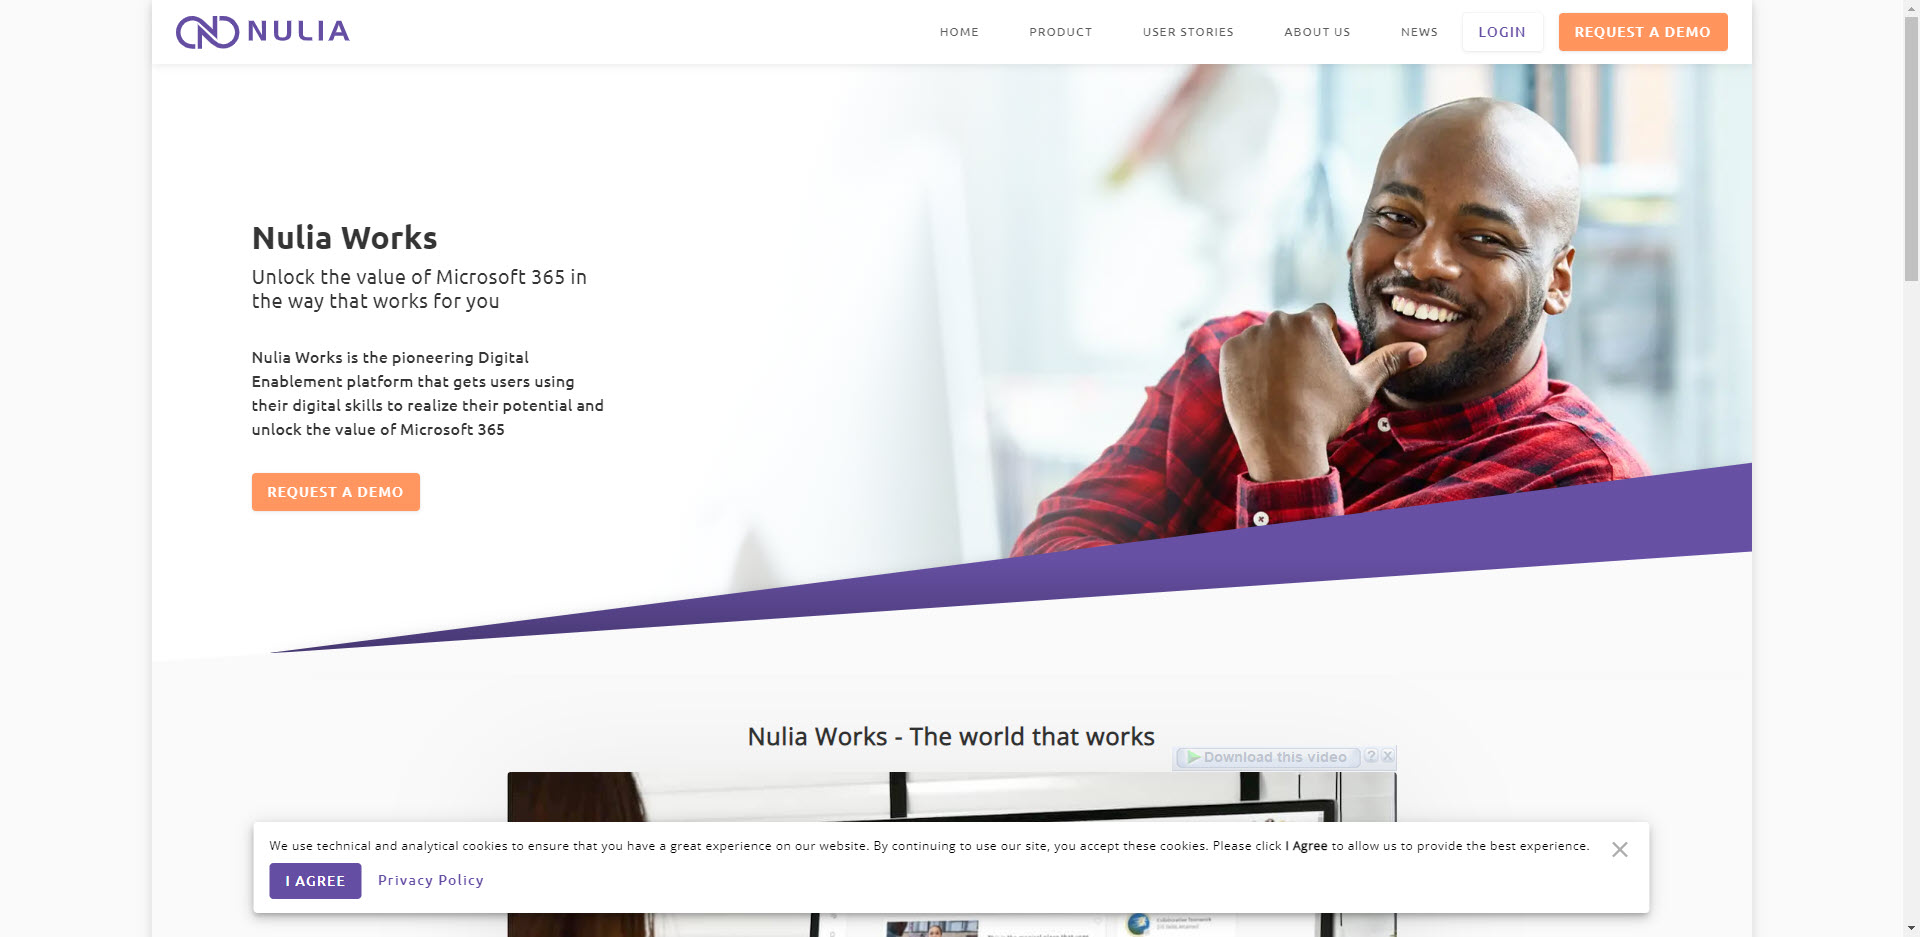 NULIA
HOME
PRODUCT
USER STORIES
ABOUT US
NEWS
LOGIN
REQUEST A DEMO
Nulia Works
Unlock the value of Microsoft 365 in
the way that works for you
Nulia Works is the pioneering Digital
Enablement platform that gets users using
their digital skills to realize their potential and
unlock the value of Microsoft 365
REQUEST A DEMO
Nulia Works - The world that works
Download this video
We use technical and analytical cookies to ensure that you have a great experience on our website. By continuing to use our site, you accept these cookies. Please click I Agree to allow us to provide the best experience.
I AGREE
Privacy Policy